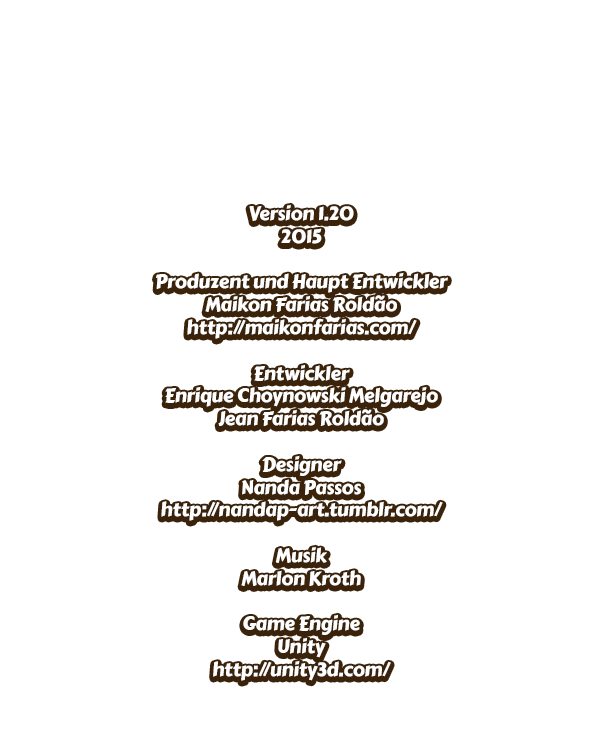 Version 1.20
2015
Produzent und Haupt Entwickler
Maikon Farias Roldão
http://maikonfarias.com/
Entwickler
Enrique Choynowski Melgarejo
Jean Farias Roldão
Designer
Nanda Passos
http://nandap-art.tumblr.com/
Musik
Marlon Kroth
Game Engine
Unity
http://unity3d.com/